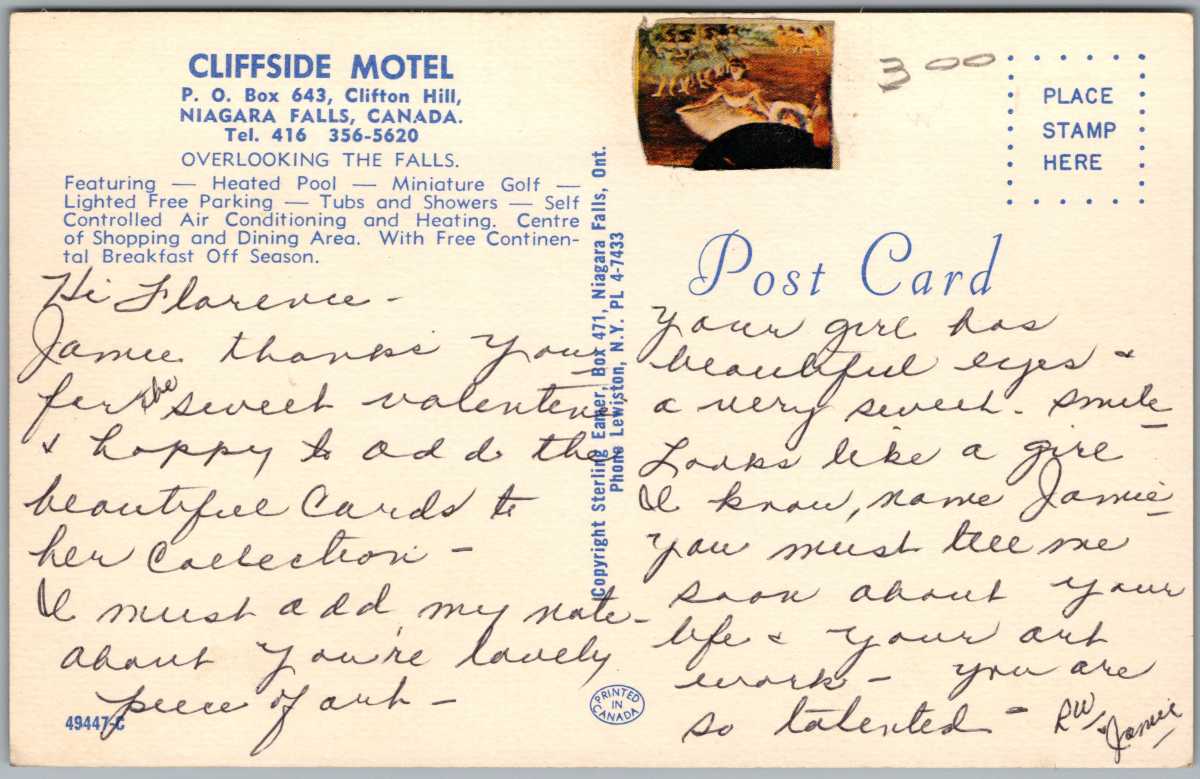 CLIFFSIDE MOTEL
P. O. Box 643, Clifton Hill,
NIAGARA FALLS, CANADA.
Tel. 416 356-5620
OVERLOOKING THE FALLS.
Featuring — Heated Pool — Miniature Golf —
Lighted Free Parking — Tubs and Showers — Self
Controlled Air Conditioning and Heating. Centre
of Shopping and Dining Area. With Free Continen-
tal Breakfast Off Season.
Hi Florence -
Jamie thanks you
for the sweet valentine,
& happy to add the
beautiful Cards to
her Collection -
I must add my note -
about you're lovely
piece of art -
49447-C
Copyright Sterling Eamer, Box 471, Niagara Falls, Ont.
Phone Lewiston, N.Y. PL 4-7433
PRINTED
IN
CANADA
3 00
PLACE
STAMP
HERE
Post Card
Your girl has
beautiful eyes &
a very sweet. smile
Looks like a girl
I know, name Jamie
you must tell me
soon about your
life & your art
work - you are
so talented -
RW
& Jamie